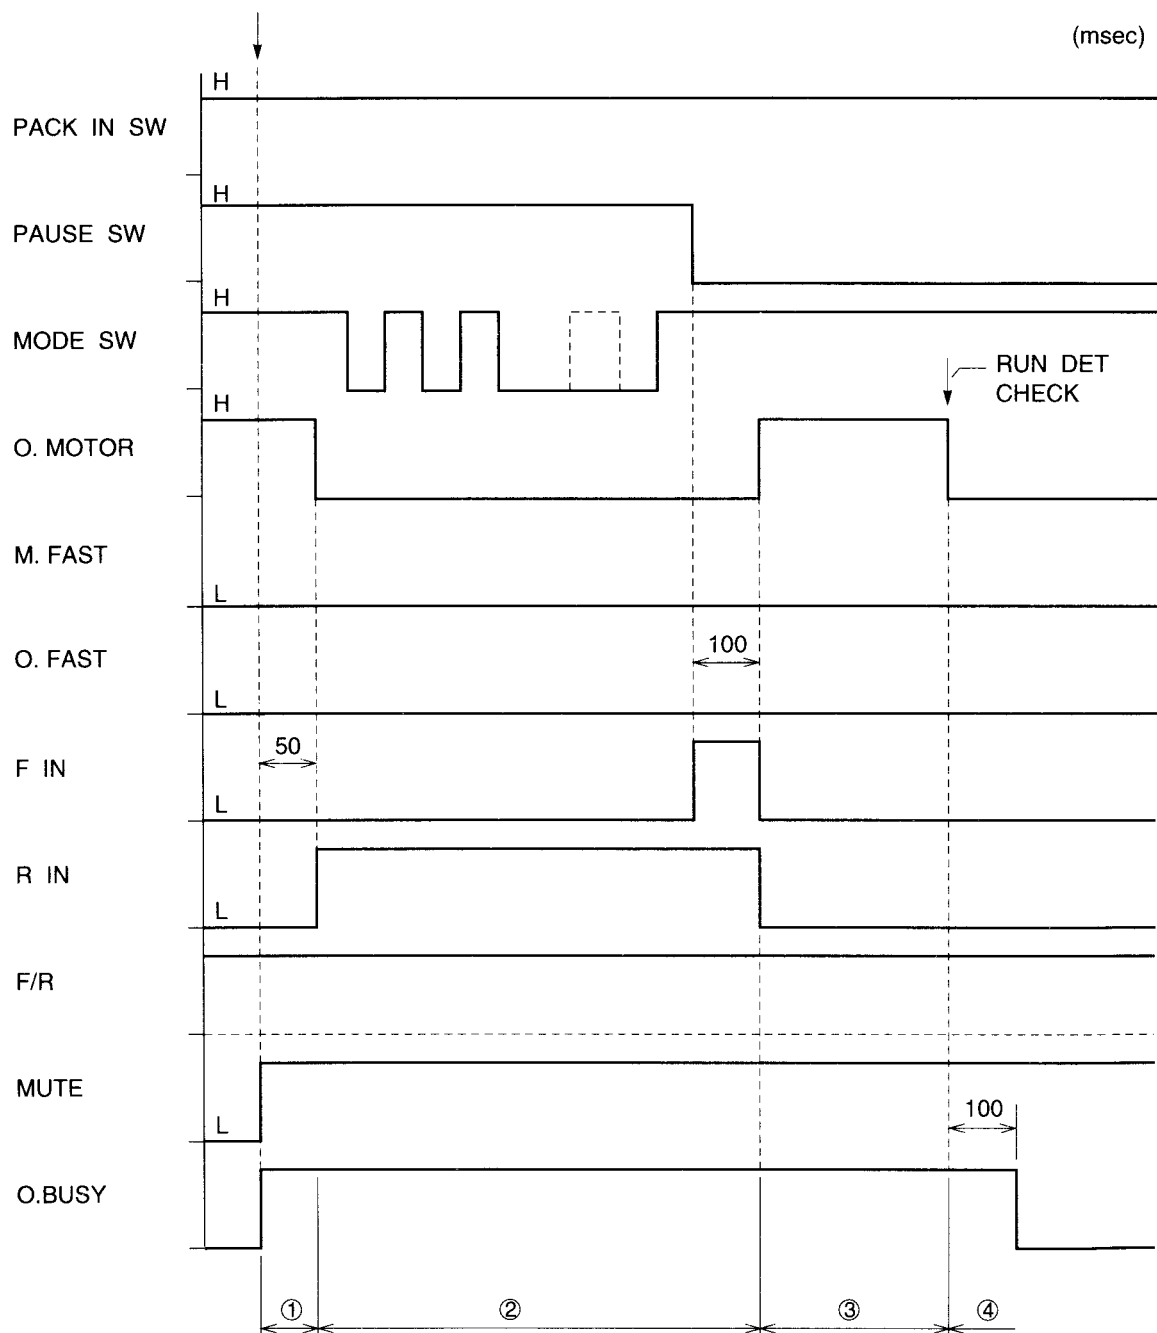 (msec)
H
PACK IN SW
H
PAUSE SW
H
MODE SW
RUN DET
CHECK
H
O. MOTOR
M. FAST
L
O. FAST
100
L
50
F IN
L
R IN
L
F/R
MUTE
100
L
O.BUSY
① ② ③ ④